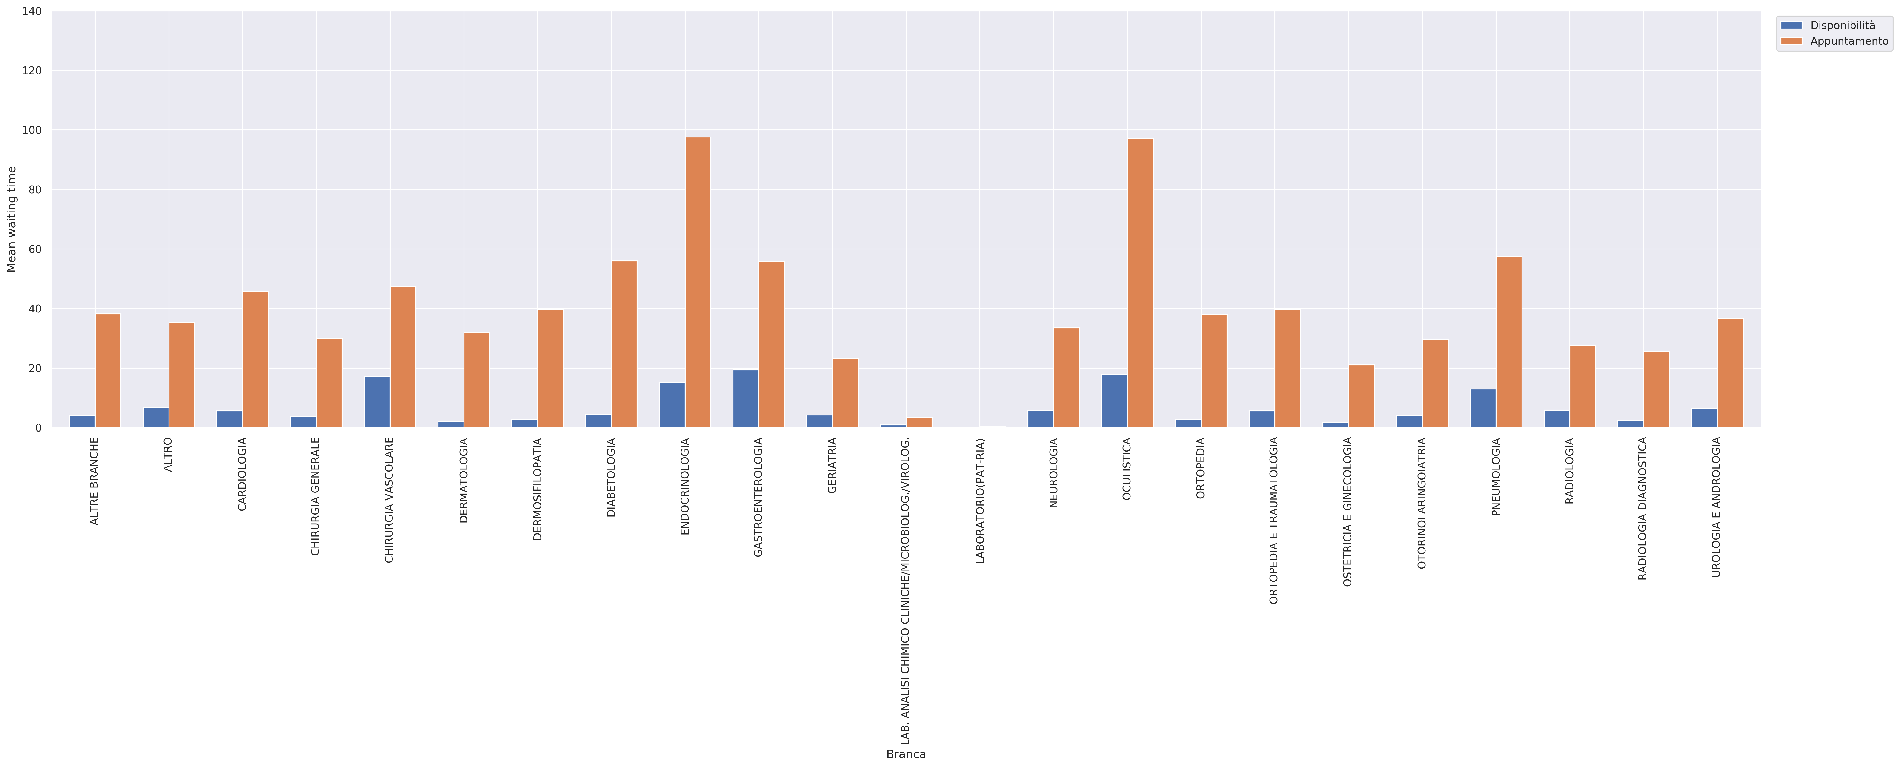 140
120
100
80
60
40
20
0
Mean waiting time
Disponibilità
Appuntamento
ALTRE BRANCHE
ALTRO
CARDIOLOGIA
CHIRURGIA GENERALE
CHIRURGIA VASCOLARE
DERMATOLOGIA
DERMOSIFILOPATIA
DIABETOLOGIA
ENDOCRINOLOGIA
GASTROENTEROLOGIA
GERIATRIA
LAB. ANALISI CHIMICO CLINICHE/MICROBIOLOG./VIROLOG.
LABORATORIO(PAT-RIA)
NEUROLOGIA
OCULISTICA
ORTOPEDIA
ORTOPEDIA E TRAUMATOLOGIA
OSTETRICIA E GINECOLOGIA
OTORINOLARINGOIATRIA
PNEUMOLOGIA
RADIOLOGIA
RADIOLOGIA DIAGNOSTICA
UROLOGIA E ANDROLOGIA
Branca